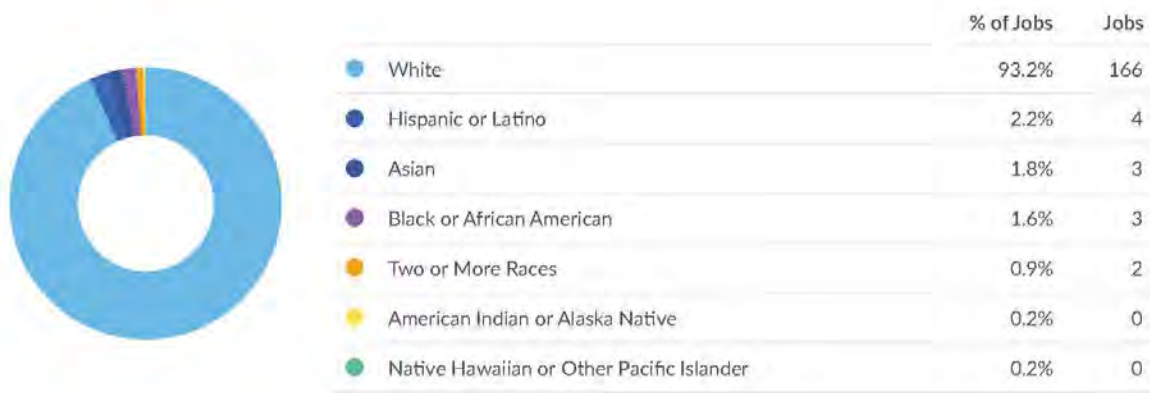 % of Jobs Jobs
White 93.2% 166
Hispanic or Latino 2.2% 4
Asian 1.8% 3
Black or African American 1.6% 3
Two or More Races 0.9% 2
American Indian or Alaska Native 0.2% 0
Native Hawaiian or Other Pacific Islander 0.2% 0